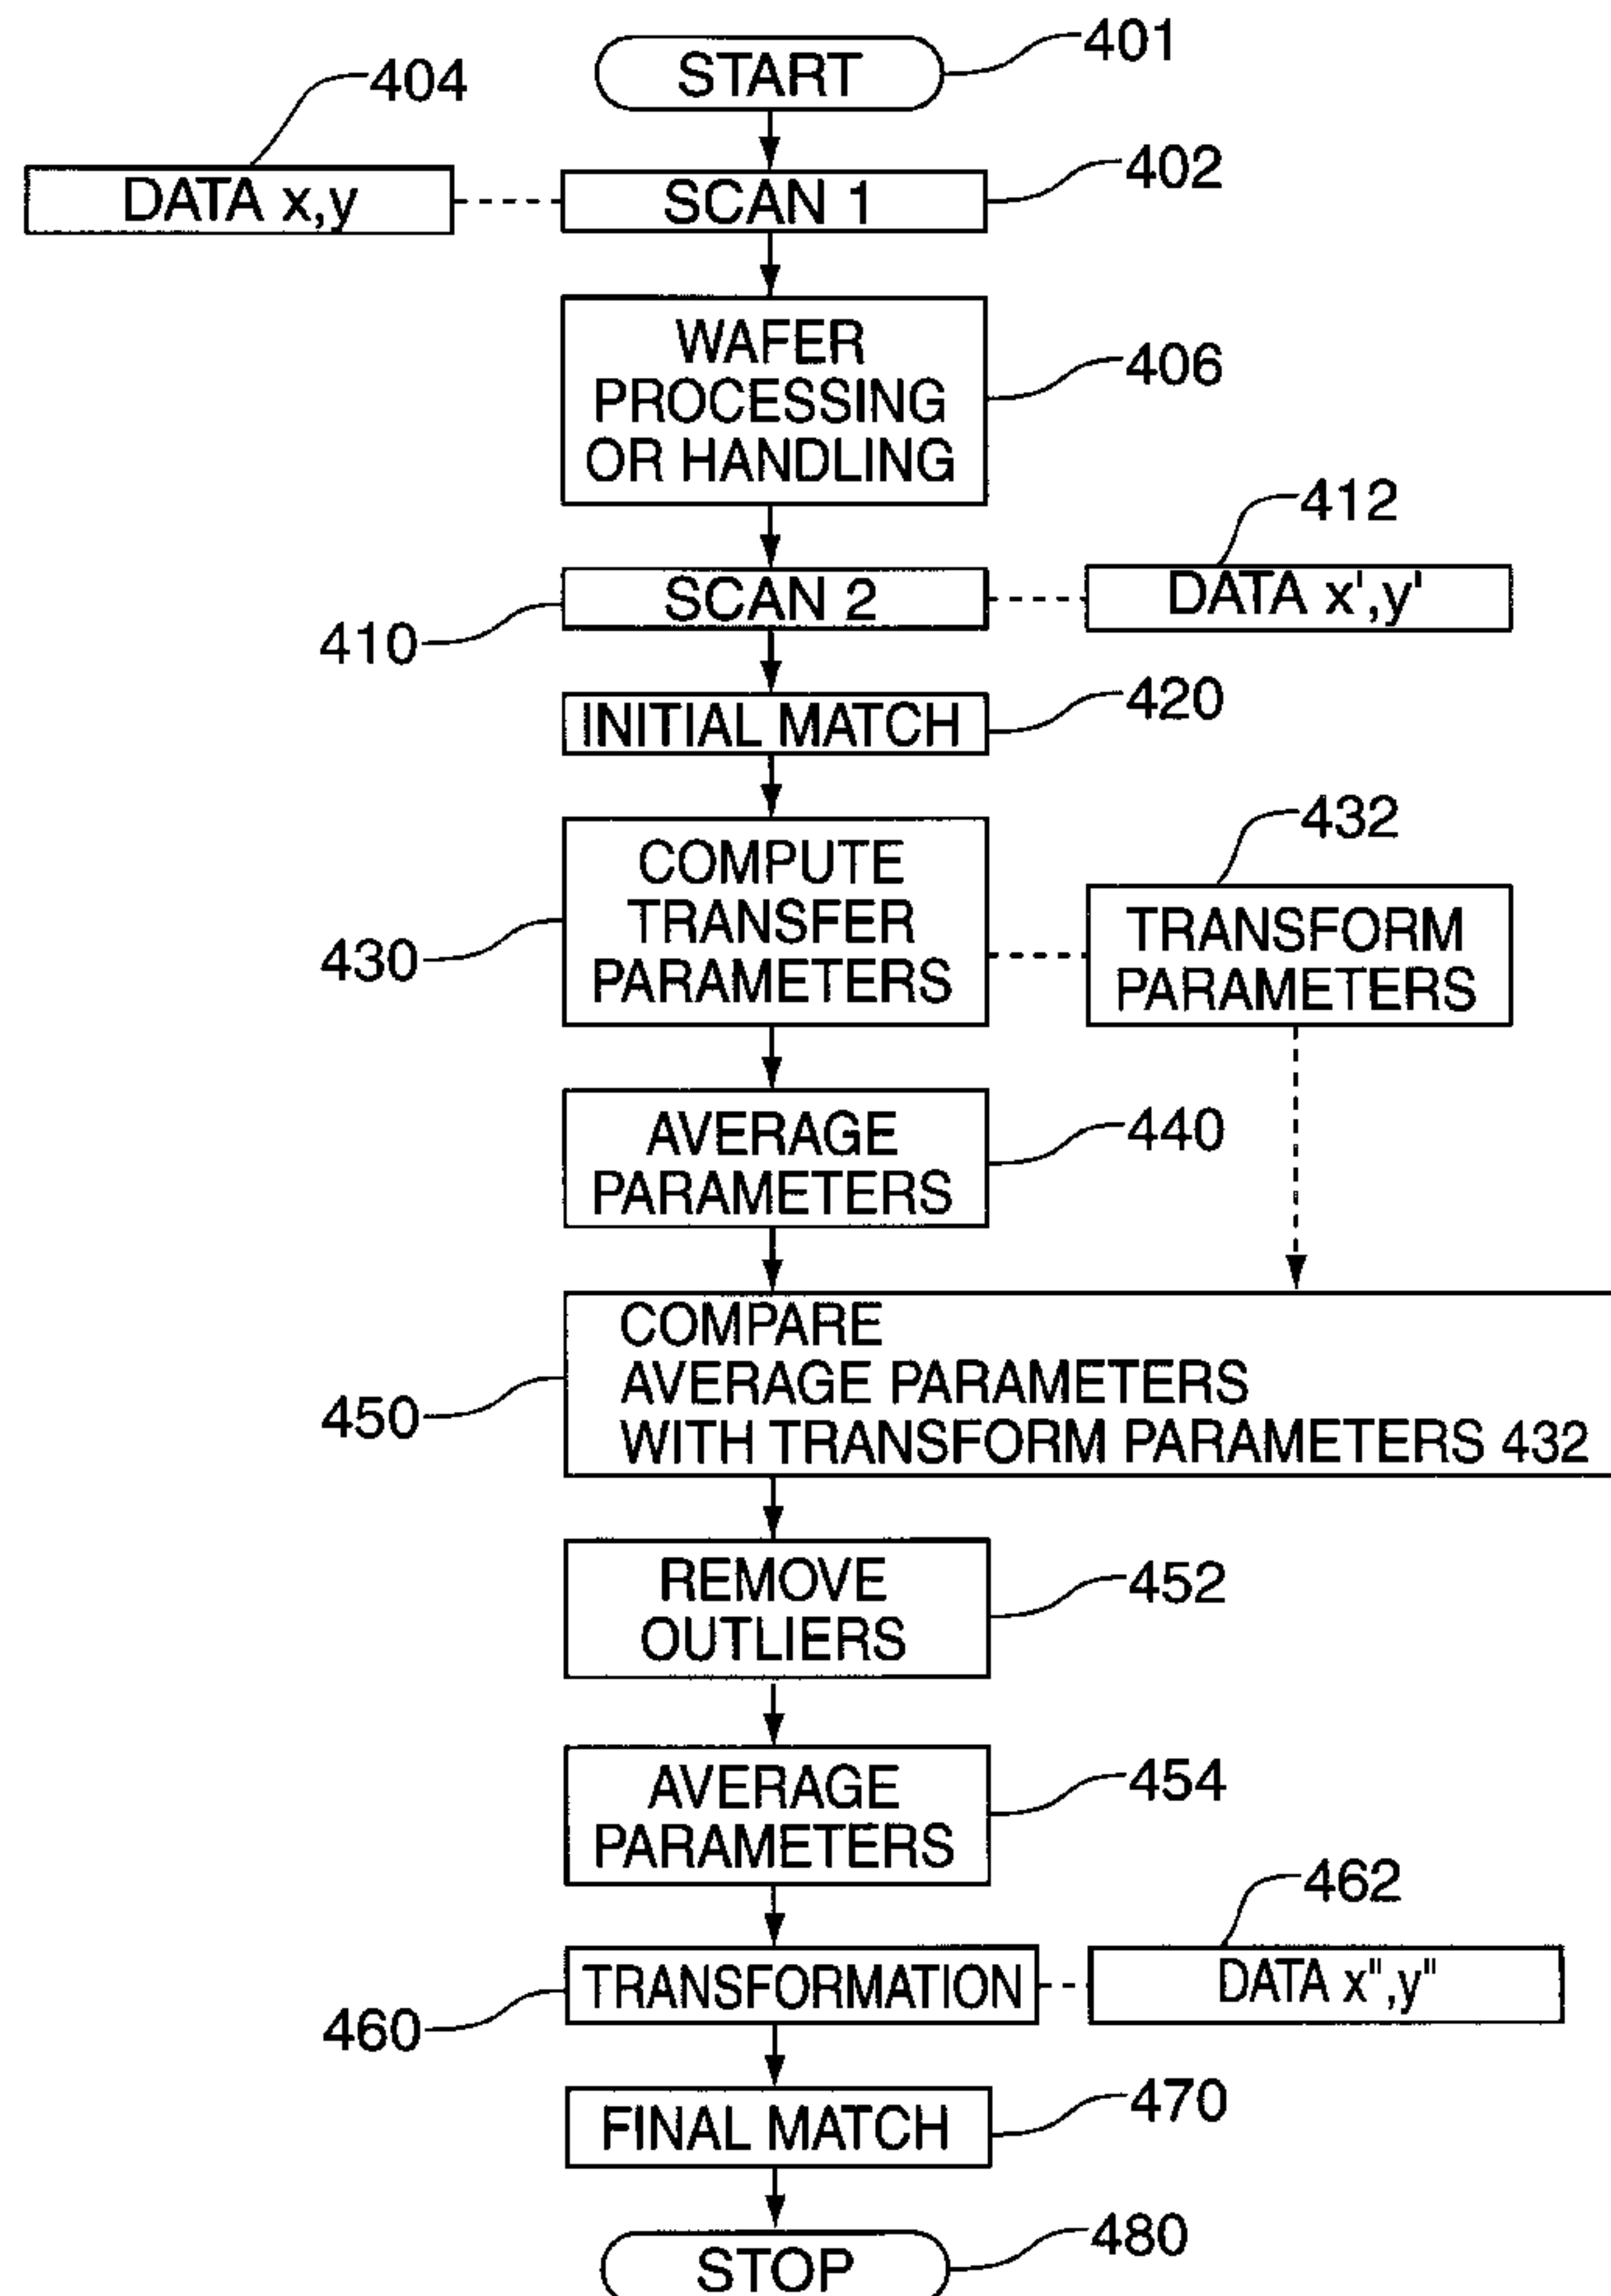 START
401
404
DATA x,y
SCAN 1
402
WAFER
PROCESSING
OR HANDLING
406
412
SCAN 2
DATA x',y'
410
INITIAL MATCH
420
432
COMPUTE
TRANSFER
PARAMETERS
430
TRANSFORM
PARAMETERS
AVERAGE
PARAMETERS
440
COMPARE
AVERAGE PARAMETERS
WITH TRANSFORM PARAMETERS 432
450
REMOVE
OUTLIERS
452
AVERAGE
PARAMETERS
454
462
TRANSFORMATION
DATA x",y"
460
FINAL MATCH
470
STOP
480